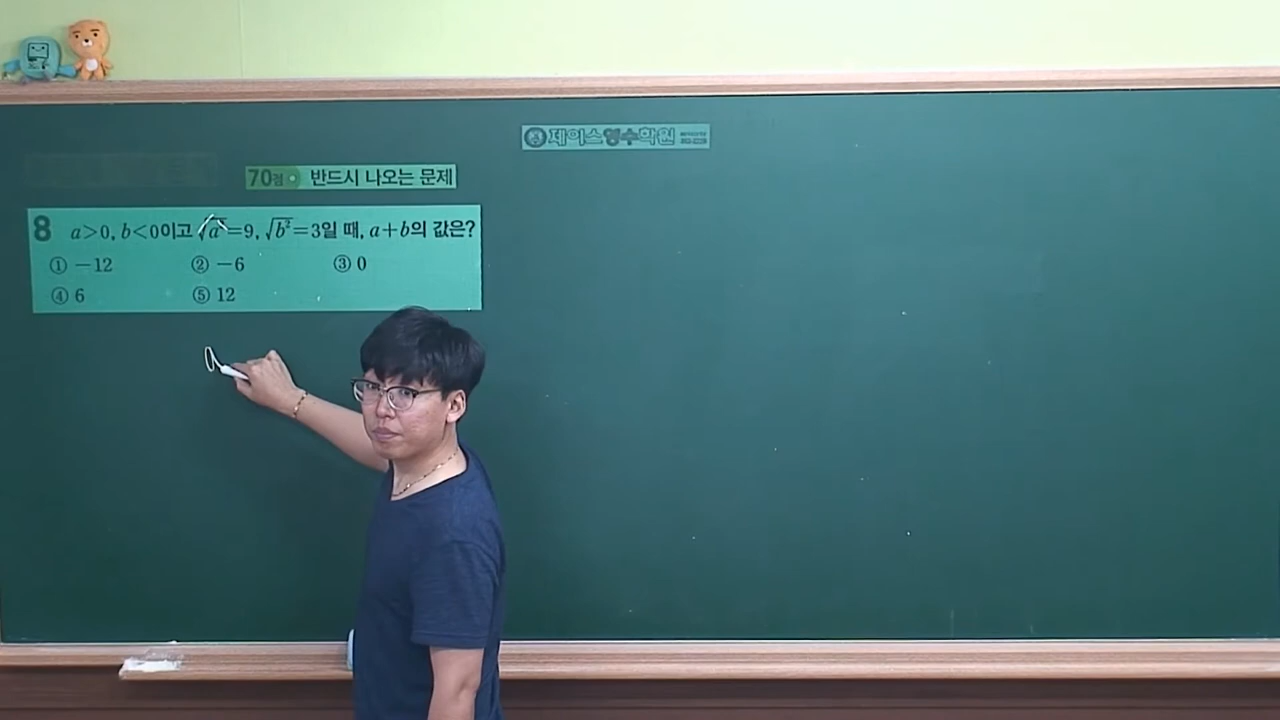 제이스영수학원
70점 반드시 나오는 문제
8 a>0, b<0이고 √a²=9, √b²=3일 때, a+b의 값은?
① −12 ② −6 ③ 0
④ 6 ⑤ 12
a